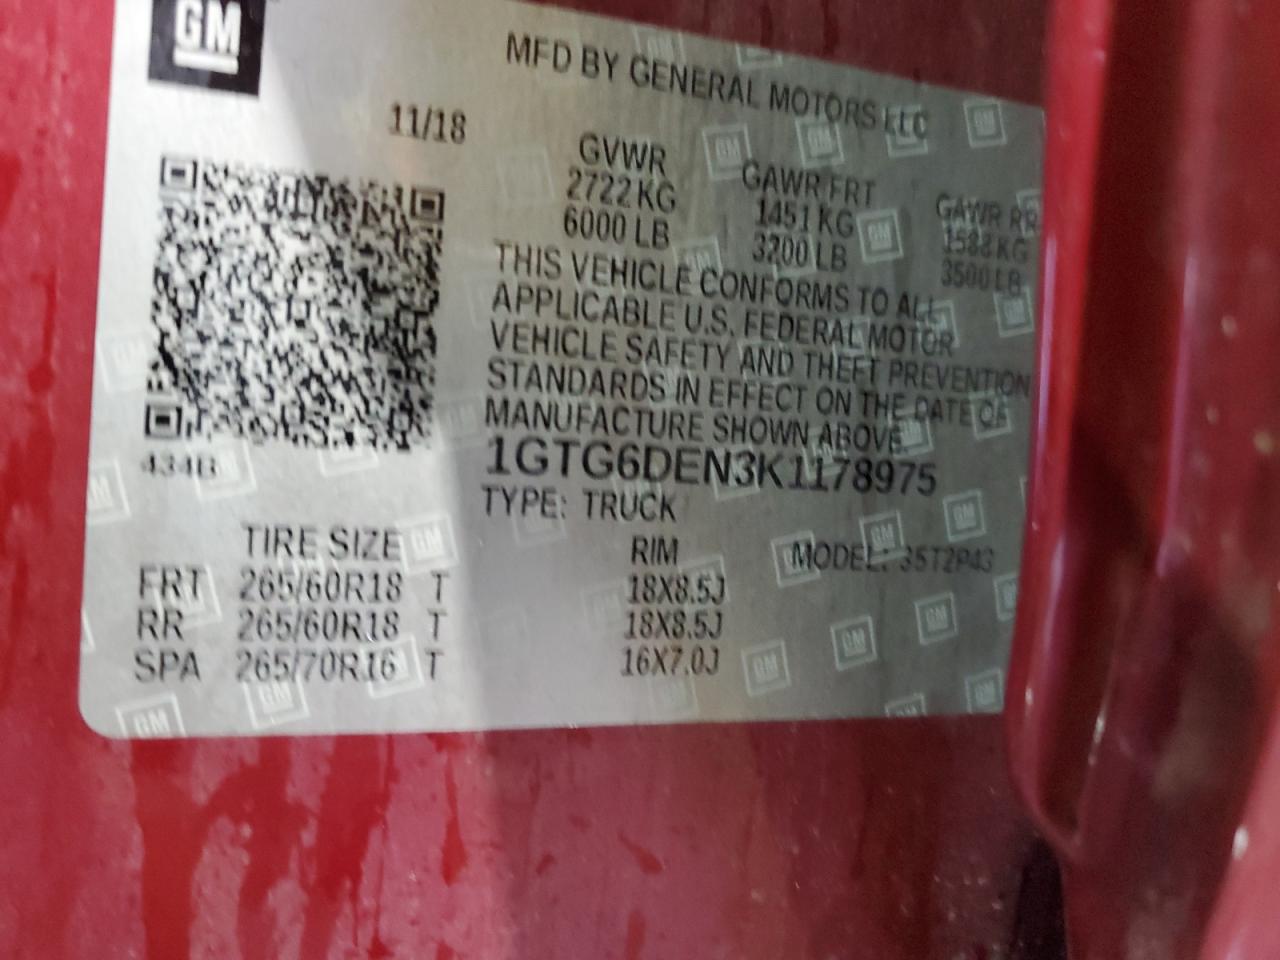 GM
MFD BY GENERAL MOTORS LLC
11/18
GVWR GAWR FRT GAWR RR
2722 KG 1451 KG 1588 KG
6000 LB 3200 LB 3500 LB
THIS VEHICLE CONFORMS TO ALL
APPLICABLE U.S. FEDERAL MOTOR
VEHICLE SAFETY AND THEFT PREVENTION
STANDARDS IN EFFECT ON THE DATE OF
MANUFACTURE SHOWN ABOVE.
434B
1GTG6DEN3K1178975
TYPE: TRUCK
TIRE SIZE RIM MODEL: 35T2P43
FRT 265/60R18 T 18X8.5J
RR 265/60R18 T 18X8.5J
SPA 265/70R16 T 16X7.0J